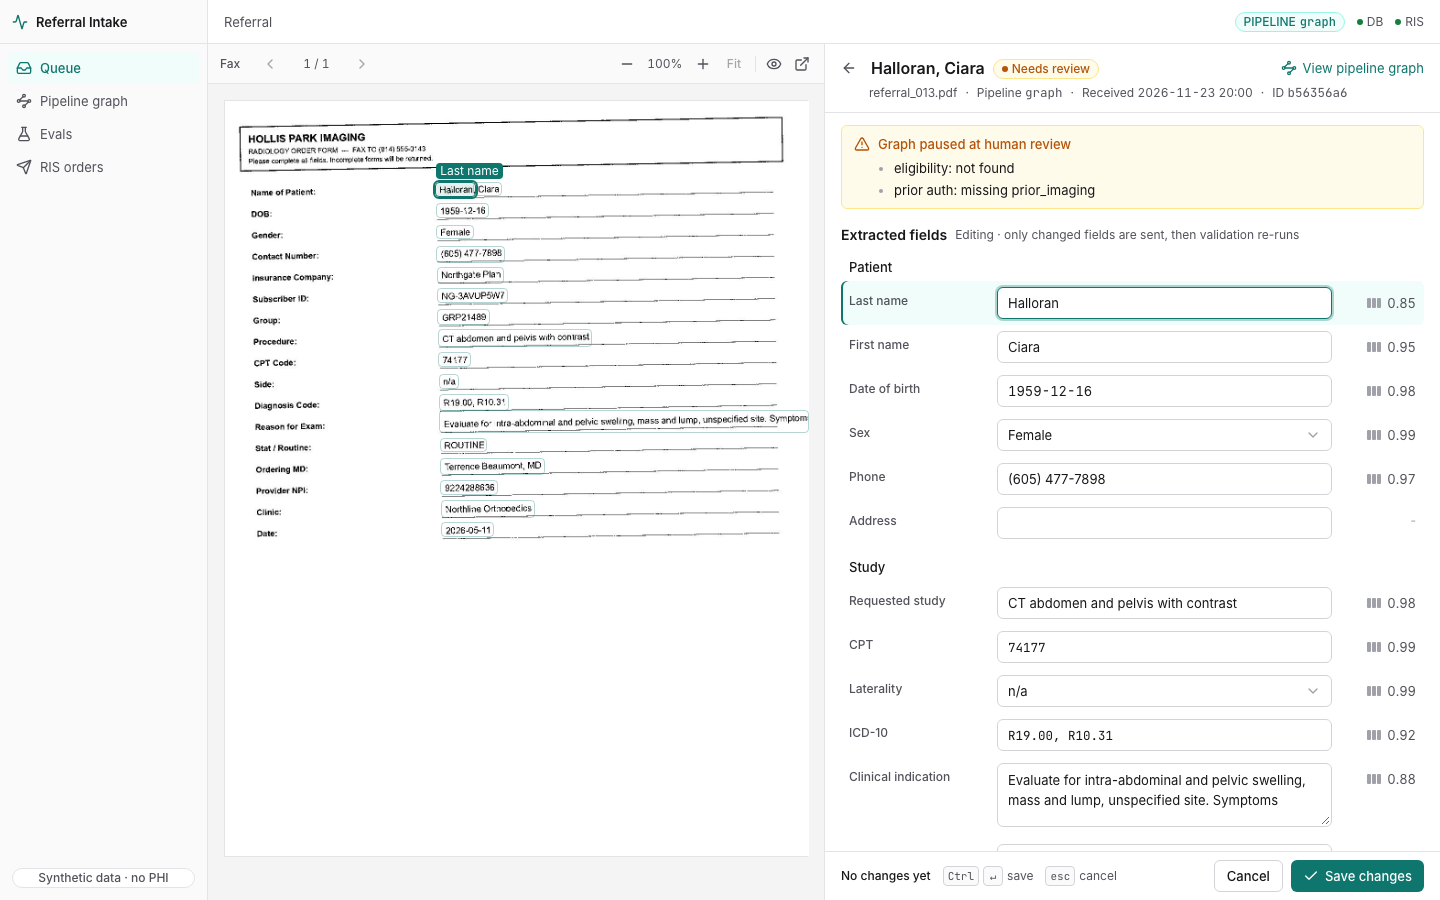 Referral Intake
Queue
Pipeline graph
Evals
RIS orders
Synthetic data · no PHI
Referral
PIPELINE graph
DB
RIS
Fax
1 / 1
100%
Fit
HOLLIS PARK IMAGING
RADIOLOGY ORDER FORM — FAX TO (814) 555-0143
Please complete all fields. Incomplete forms will be returned.
Last name
Name of Patient: Halloran, Ciara
DOB: 1959-12-16
Gender: Female
Contact Number: (605) 477-7898
Insurance Company: Northgate Plan
Subscriber ID: NG-3AVUP5W7
Group: GRP21489
Procedure: CT abdomen and pelvis with contrast
CPT Code: 74177
Side: n/a
Diagnosis Code: R19.00, R10.31
Reason for Exam: Evaluate for intra-abdominal and pelvic swelling, mass and lump, unspecified site. Symptom
Stat / Routine: ROUTINE
Ordering MD: Terrence Beaumont, MD
Provider NPI: 9224288636
Clinic: Northline Orthopedics
Date: 2026-05-11
Halloran, Ciara
Needs review
View pipeline graph
referral_013.pdf · Pipeline graph · Received 2026-11-23 20:00 · ID b56356a6
Graph paused at human review
eligibility: not found
prior auth: missing prior_imaging
Extracted fields Editing · only changed fields are sent, then validation re-runs
Patient
Last name Halloran 0.85
First name Ciara 0.95
Date of birth 1959-12-16 0.98
Sex Female 0.99
Phone (605) 477-7898 0.97
Address -
Study
Requested study CT abdomen and pelvis with contrast 0.98
CPT 74177 0.99
Laterality n/a 0.99
ICD-10 R19.00, R10.31 0.92
Clinical indication Evaluate for intra-abdominal and pelvic swelling, 0.88
mass and lump, unspecified site. Symptoms
No changes yet Ctrl ↵ save esc cancel
Cancel
Save changes